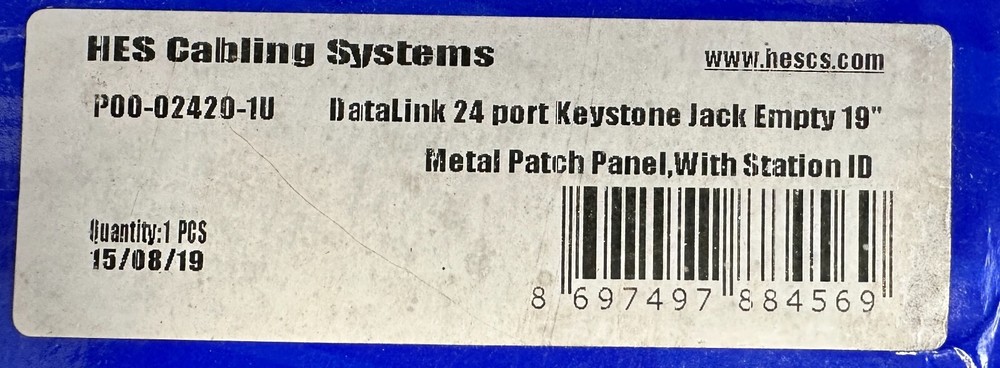 HES Cabling Systems
www.hescs.com
P00-02420-1U DataLink 24 port Keystone Jack Empty 19"
Metal Patch Panel,With Station ID
Quantity:1 PCS
15/08/19
8 697497 884569